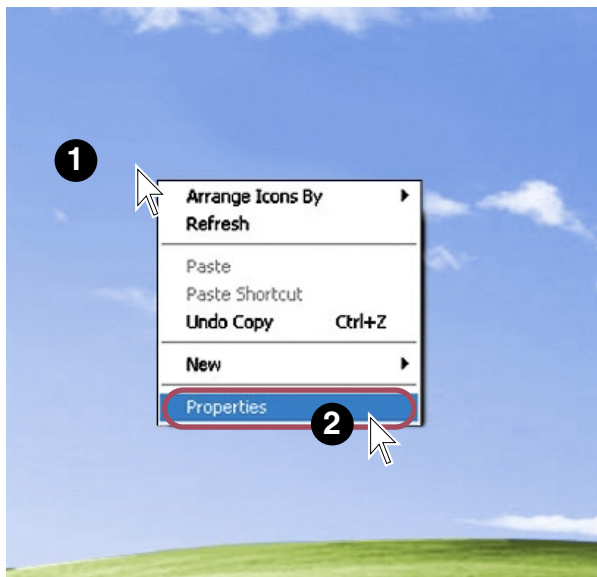 1
Arrange Icons By
Refresh
Paste
Paste Shortcut
Undo Copy Ctrl+Z
New
Properties
2